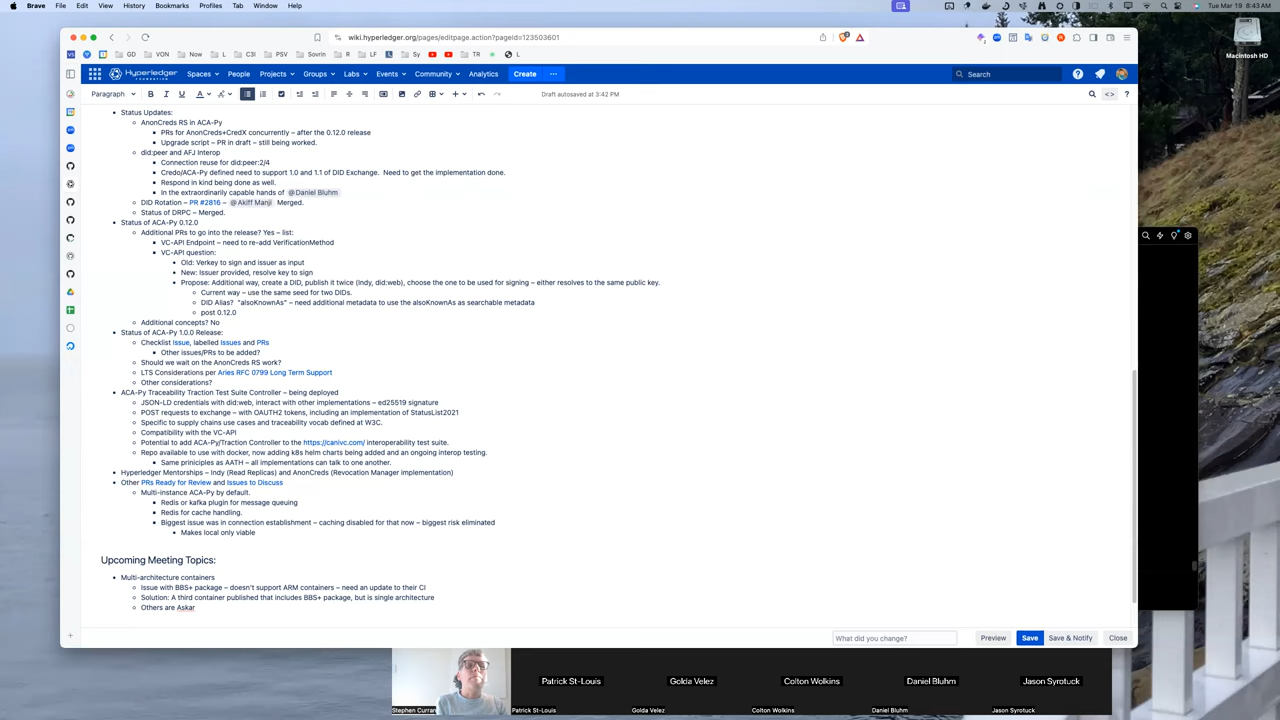 Brave File Edit View History Bookmarks Profiles Tab Window Help
Tue Mar 19 8:43 AM
wiki.hyperledger.org/pages/editpage.action?pageId=123503601
GD VON Now L C3I PSV Sovrin R LF Sy TR L
HYPERLEDGER FOUNDATION Spaces People Projects Groups Labs Events Community Analytics Create Search
Paragraph B I U A Draft autosaved at 3:42 PM
Macintosh HD
Status Updates:
AnonCreds RS in ACA-Py
PRs for AnonCreds+CredX concurrently – after the 0.12.0 release
Upgrade script – PR in draft – still being worked.
did:peer and AFJ Interop
Connection reuse for did:peer:2/4
Credo/ACA-Py defined need to support 1.0 and 1.1 of DID Exchange. Need to get the implementation done.
Respond in kind being done as well.
In the extraordinarily capable hands of @Daniel Bluhm
DID Rotation – PR #2816 – @Akiff Manji Merged.
Status of DRPC – Merged.
Status of ACA-Py 0.12.0
Additional PRs to go into the release? Yes – list:
VC-API Endpoint – need to re-add VerificationMethod
VC-API question:
Old: Verkey to sign and issuer as input
New: Issuer provided, resolve key to sign
Propose: Additional way, create a DID, publish it twice (Indy, did:web), choose the one to be used for signing – either resolves to the same public key.
Current way – use the same seed for two DIDs.
DID Alias? "alsoKnownAs" – need additional metadata to use the alsoKnownAs as searchable metadata
post 0.12.0
Additional concepts? No
Status of ACA-Py 1.0.0 Release:
Checklist Issue, labelled Issues and PRs
Other issues/PRs to be added?
Should we wait on the AnonCreds RS work?
LTS Considerations per Aries RFC 0799 Long Term Support
Other considerations?
ACA-Py Traceability Traction Test Suite Controller – being deployed
JSON-LD credentials with did:web, interact with other implementations – ed25519 signature
POST requests to exchange – with OAUTH2 tokens, including an implementation of StatusList2021
Specific to supply chains use cases and traceability vocab defined at W3C.
Compatibility with the VC-API
Potential to add ACA-Py/Traction Controller to the https://canivc.com/ interoperability test suite.
Repo available to use with docker, now adding k8s helm charts being added and an ongoing interop testing.
Same priniciples as AATH – all implementations can talk to one another.
Hyperledger Mentorships – Indy (Read Replicas) and AnonCreds (Revocation Manager implementation)
Other PRs Ready for Review and Issues to Discuss
Multi-instance ACA-Py by default.
Redis or kafka plugin for message queuing
Redis for cache handling.
Biggest issue was in connection establishment – caching disabled for that now – biggest risk eliminated
Makes local only viable
Upcoming Meeting Topics:
Multi-architecture containers
Issue with BBS+ package – doesn't support ARM containers – need an update to their CI
Solution: A third container published that includes BBS+ package, but is single architecture
Others are Askar
What did you change? Preview Save Save & Notify Close
Patrick St-Louis Golda Velez Colton Wolkins Daniel Bluhm Jason Syrotuck
Stephen Curran Patrick St-Louis Golda Velez Colton Wolkins Daniel Bluhm Jason Syrotuck